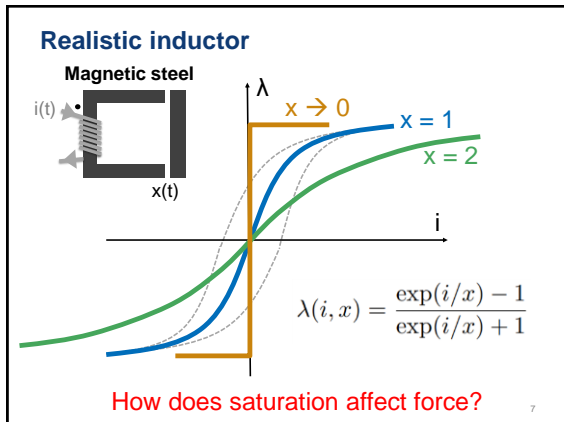 Realistic inductor
Magnetic steel
i(t)
x(t)
λ
x → 0
x = 1
x = 2
i
λ(i, x) = exp(i/x) − 1 / exp(i/x) + 1
How does saturation affect force?
7